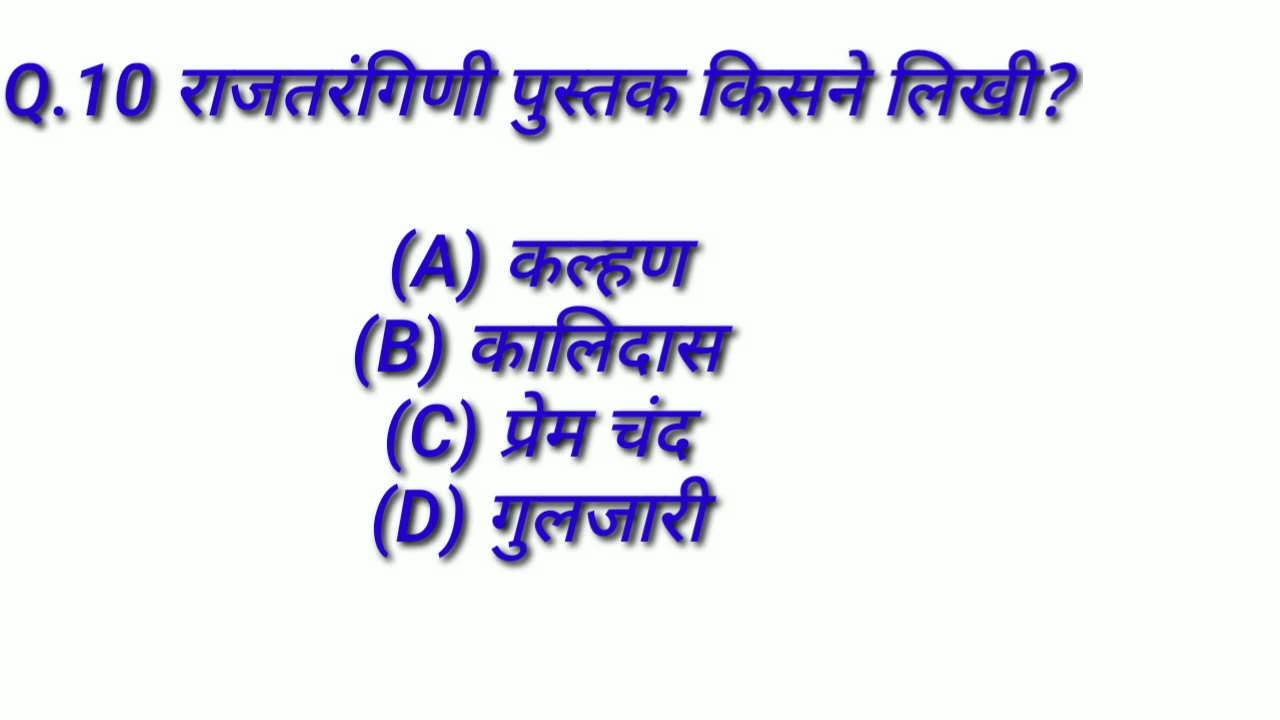 Q.10 राजतरंगिणी पुस्तक किसने लिखी?
(A) कल्हण
(B) कालिदास
(C) प्रेम चंद
(D) गुलजारी